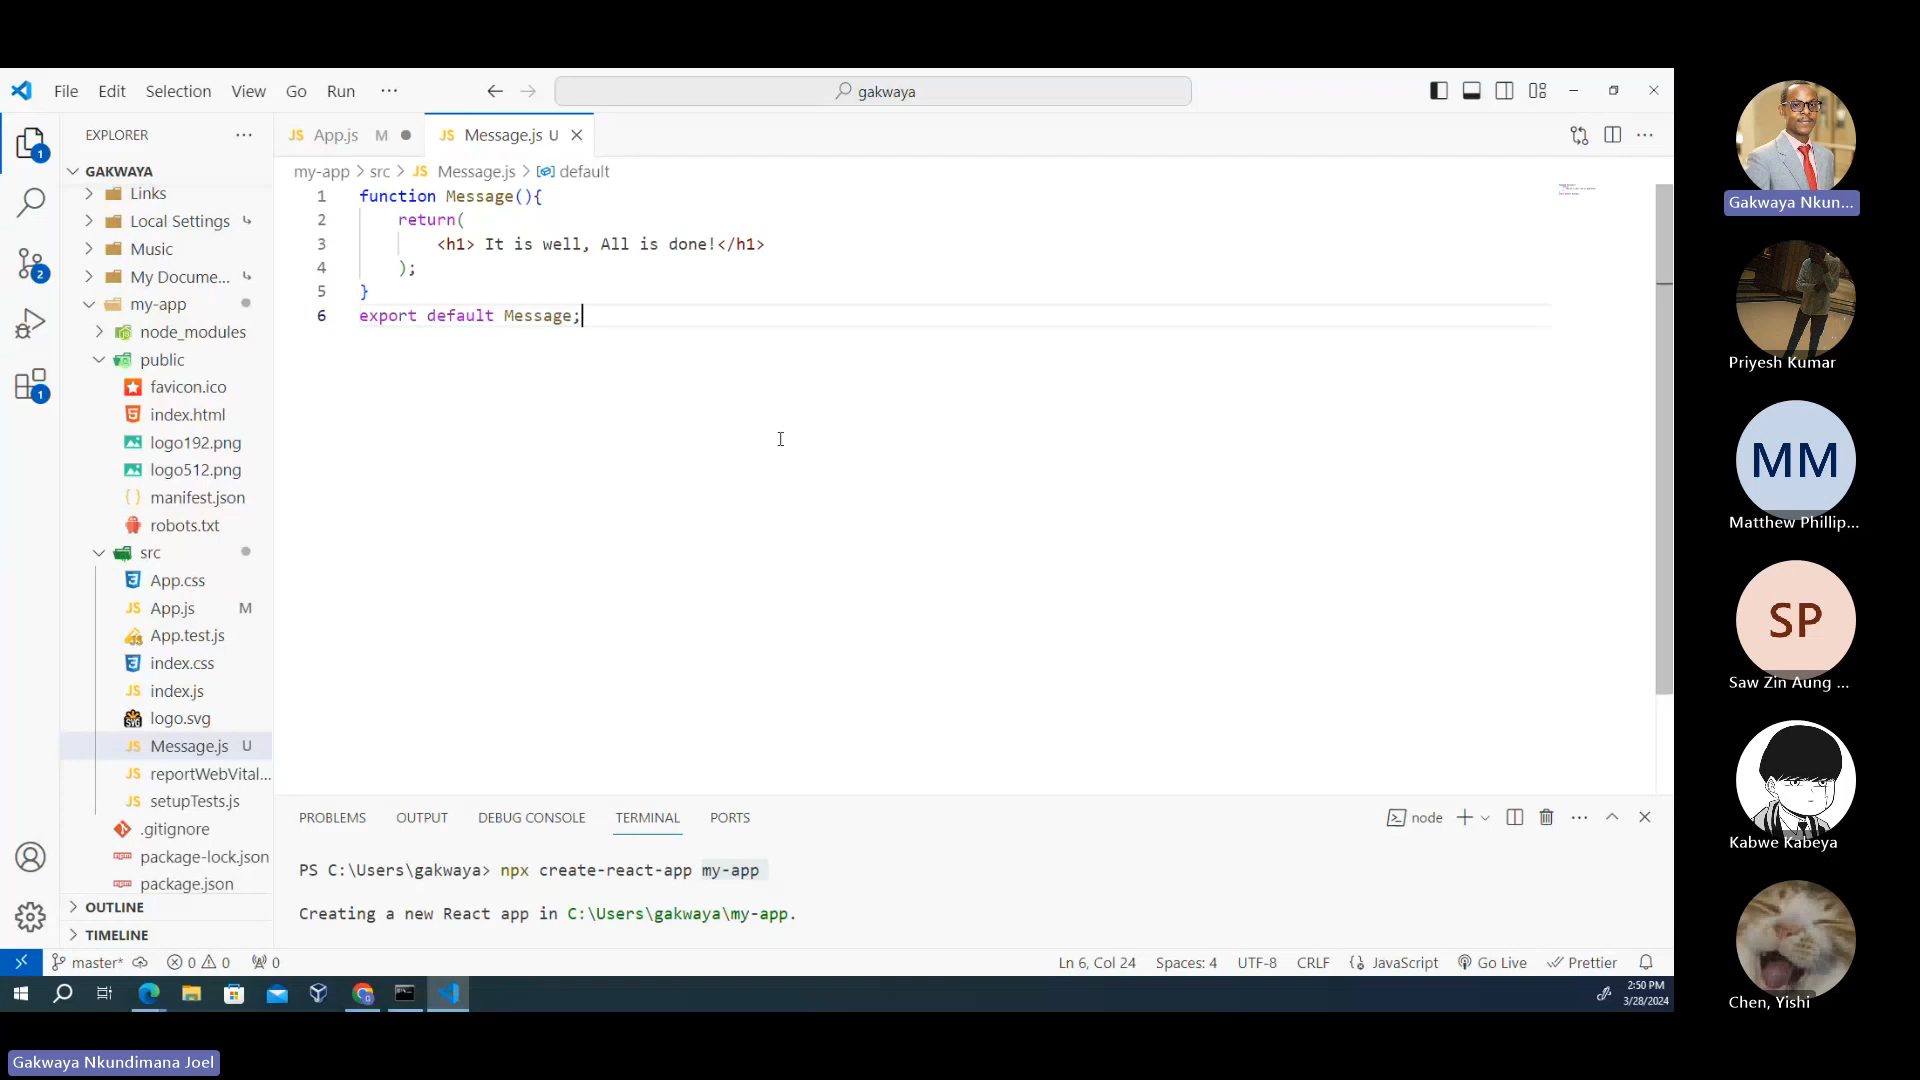 File Edit Selection View Go Run ···
gakwaya
EXPLORER ···
App.js M
Message.js U
GAKWAYA
my-app > src > JS Message.js > default
Links
Local Settings
Music
My Docume...
my-app
node_modules
public
favicon.ico
index.html
logo192.png
logo512.png
manifest.json
robots.txt
src
App.css
JS App.js M
App.test.js
index.css
JS index.js
logo.svg
JS Message.js U
JS reportWebVital...
JS setupTests.js
.gitignore
package-lock.json
package.json
OUTLINE
TIMELINE
1 function Message(){
2 return(
3 <h1> It is well, All is done!</h1>
4 );
5 }
6 export default Message;
PROBLEMS OUTPUT DEBUG CONSOLE TERMINAL PORTS
node
PS C:\Users\gakwaya> npx create-react-app my-app
Creating a new React app in C:\Users\gakwaya\my-app.
master* 0 0 0
Ln 6, Col 24 Spaces: 4 UTF-8 CRLF JavaScript Go Live Prettier
2:50 PM
3/28/2024
Gakwaya Nkun...
Priyesh Kumar
MM
Matthew Phillip...
SP
Saw Zin Aung ...
Kabwe Kabeya
Chen, Yishi
Gakwaya Nkundimana Joel